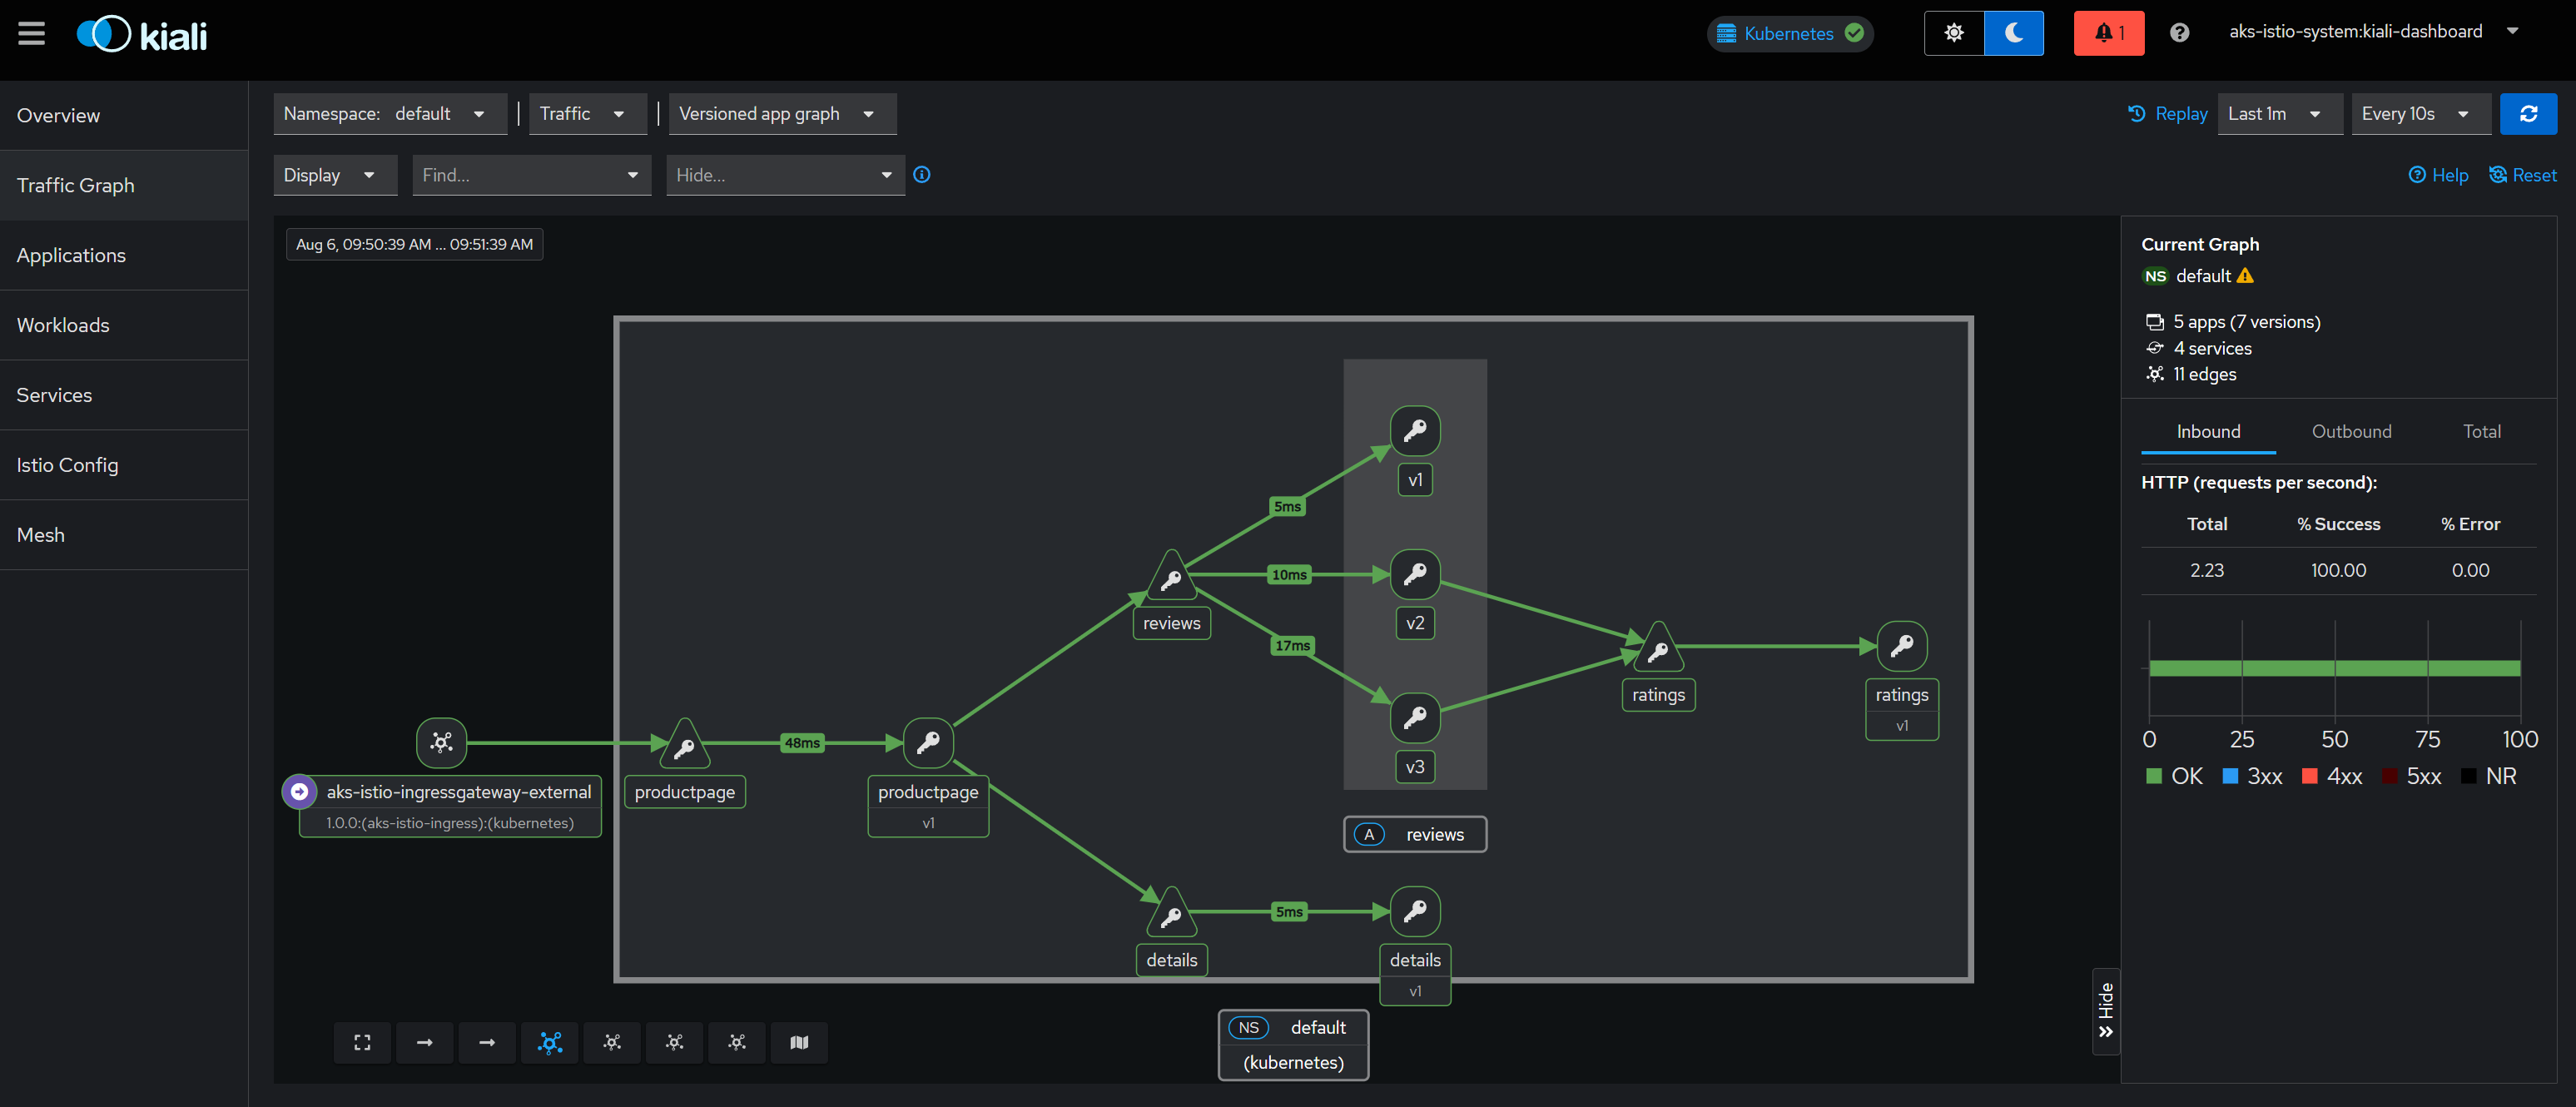 kiali
Kubernetes
1
aks-istio-system:kiali-dashboard
Overview
Traffic Graph
Applications
Workloads
Services
Istio Config
Mesh
Namespace: default
Traffic
Versioned app graph
Replay
Last 1m
Every 10s
Display
Find...
Hide...
Help
Reset
Aug 6, 09:50:39 AM ... 09:51:39 AM
v1
5ms
reviews
10ms
v2
17ms
v3
ratings
ratings
v1
aks-istio-ingressgateway-external
1.0.0:(aks-istio-ingress):(kubernetes)
productpage
48ms
productpage
v1
A reviews
details
5ms
details
v1
NS default
(kubernetes)
Hide
Current Graph
NS default
5 apps (7 versions)
4 services
11 edges
Inbound Outbound Total
HTTP (requests per second):
Total % Success % Error
2.23 100.00 0.00
0 25 50 75 100
OK 3xx 4xx 5xx NR